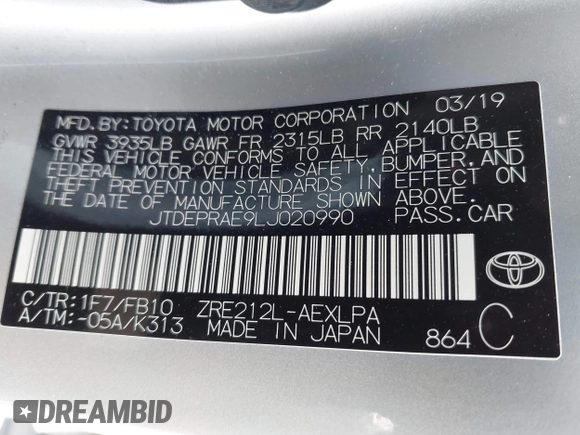 MFD.BY:TOYOTA MOTOR CORPORATION 03/19
GVWR 3935LB GAWR FR 2315LB RR 2140LB
THIS VEHICLE CONFORMS TO ALL APPLICABLE
FEDERAL MOTOR VEHICLE SAFETY,BUMPER,AND
THEFT PREVENTION STANDARDS IN EFFECT ON
THE DATE OF MANUFACTURE SHOWN ABOVE.
JTDEPRAE9LJ020990 PASS.CAR
C/TR:1F7/FB10 ZRE212L-AEXLPA
A/TM:-05A/K313 MADE IN JAPAN 864 C
DREAMBID